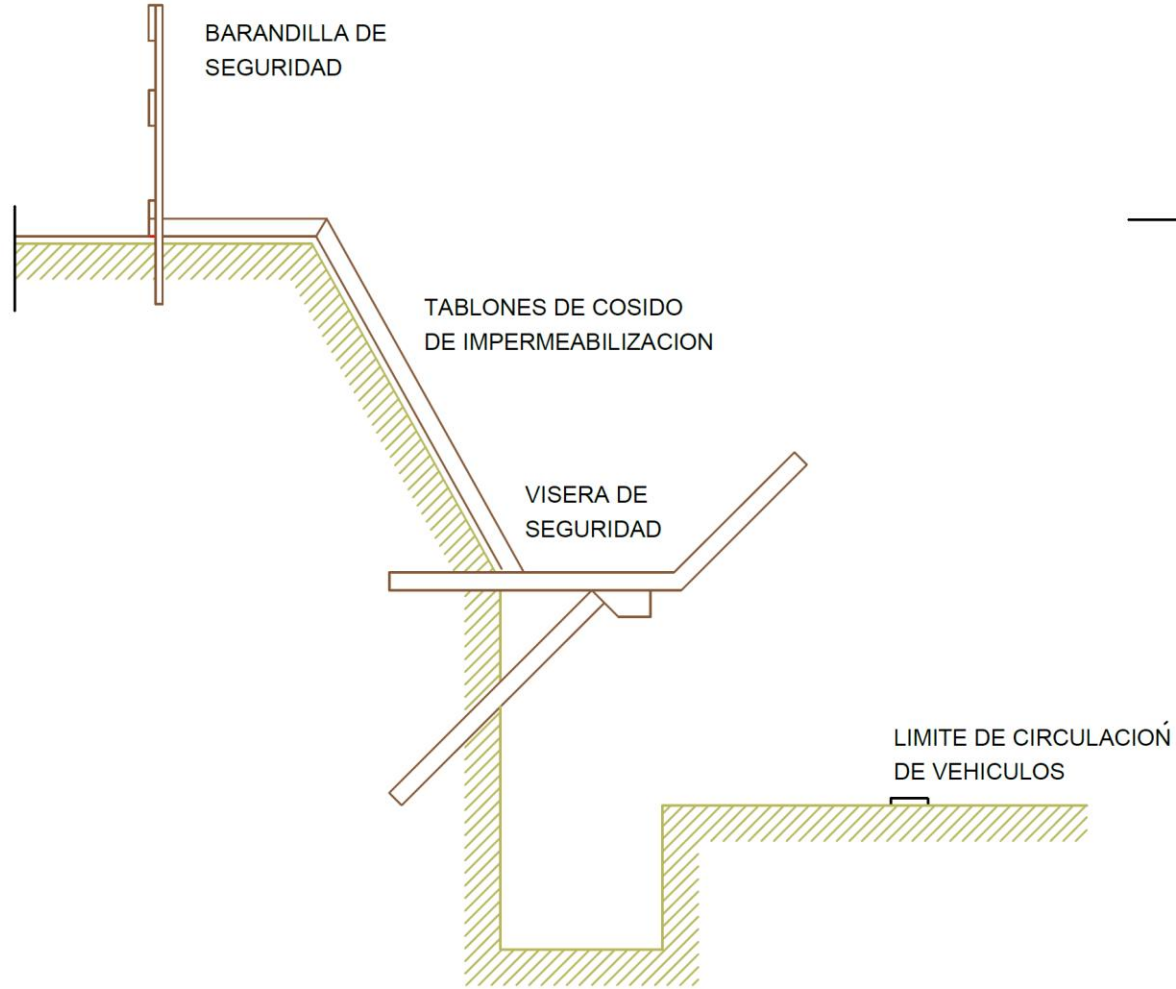 BARANDILLA DE
SEGURIDAD
TABLONES DE COSIDO
DE IMPERMEABILIZACION
VISERA DE
SEGURIDAD
LIMITE DE CIRCULACIÓN
DE VEHICULOS